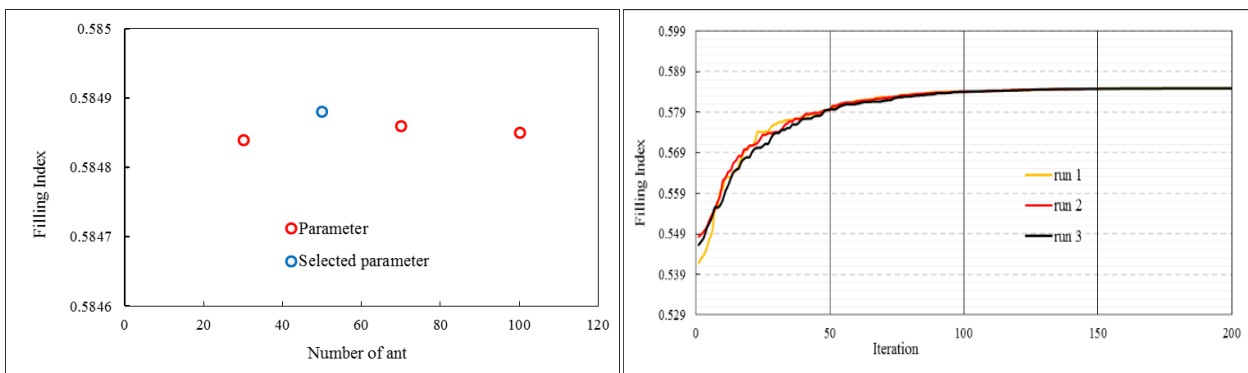 0.585
0.5849
0.5848
0.5847
0.5846
Filling Index
Parameter
Selected parameter
0 20 40 60 80 100 120
Number of ant
0.599
0.589
0.579
0.569
0.559
0.549
0.539
0.529
Filling Index
run 1
run 2
run 3
0 50 100 150 200
Iteration